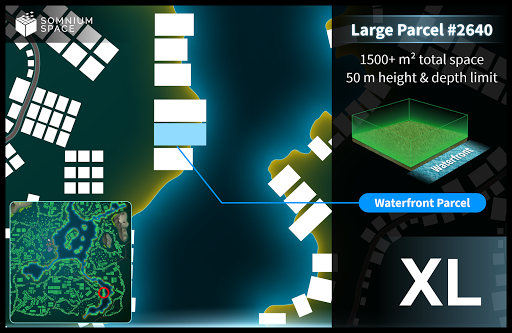 SOMNIUM
SPACE
Large Parcel #2640
1500+ m² total space
50 m height & depth limit
Waterfront
Waterfront Parcel
XL